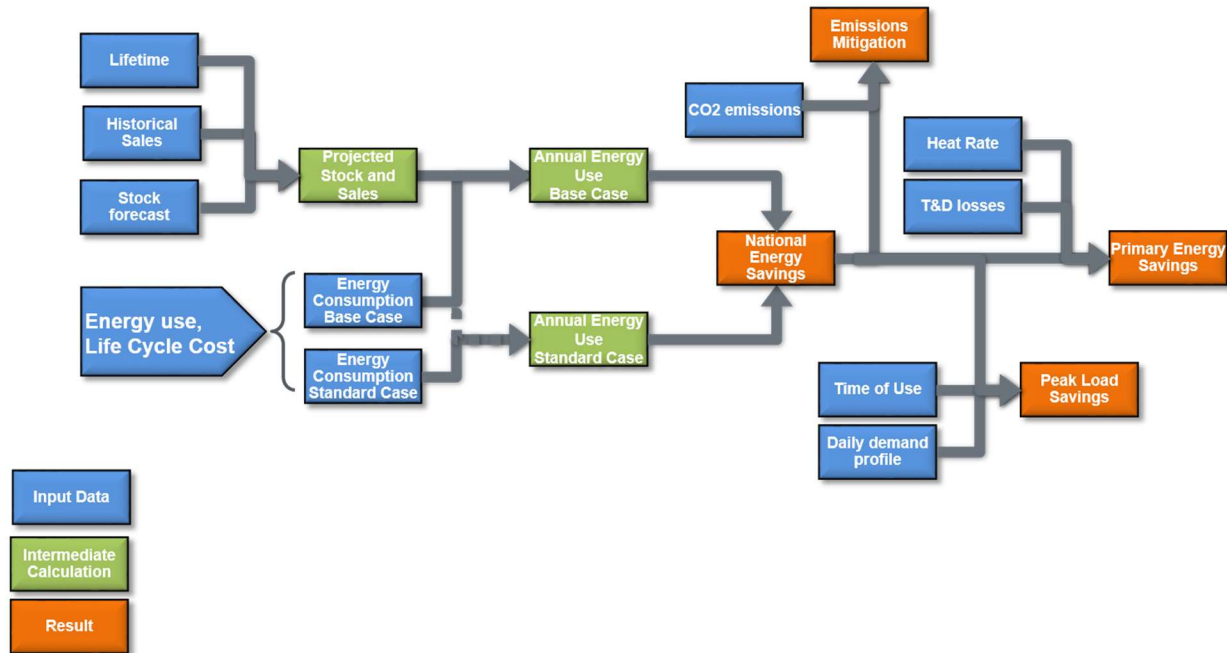 Emissions
Mitigation
Lifetime
CO2 emissions
Historical
Sales
Heat Rate
Projected
Stock and
Sales
Annual Energy
Use
Base Case
Stock
forecast
T&D losses
National
Energy
Savings
Primary Energy
Savings
Energy use,
Life Cycle Cost
Energy
Consumption
Base Case
Annual Energy
Use
Standard Case
Energy
Consumption
Standard Case
Time of Use
Peak Load
Savings
Daily demand
profile
Input Data
Intermediate
Calculation
Result